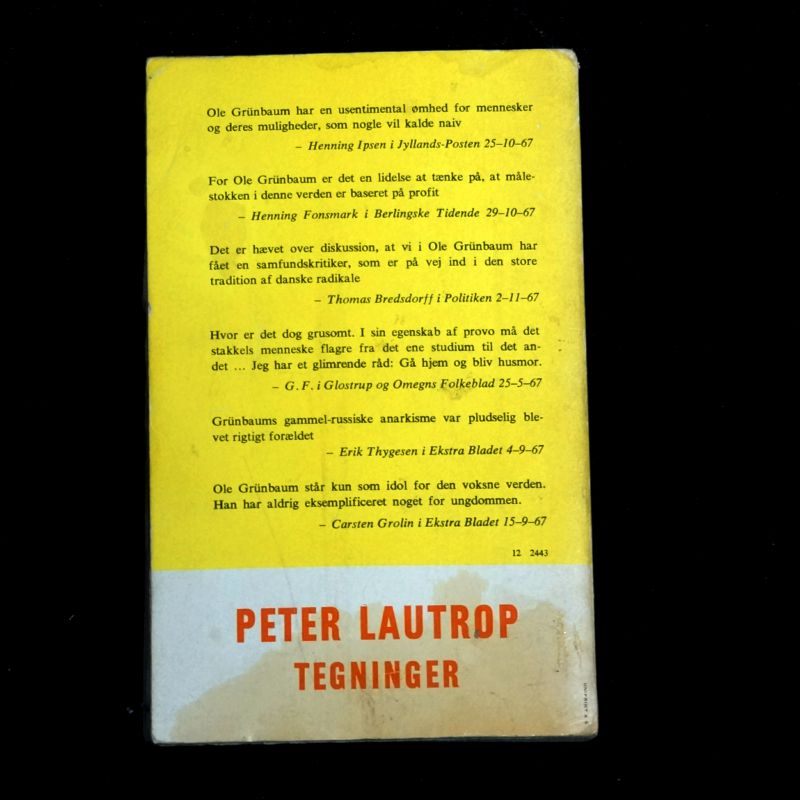 Ole Grünbaum har en usentimental ømhed for mennesker
og deres muligheder, som nogle vil kalde naiv
– Henning Ipsen i Jyllands-Posten 25–10–67
For Ole Grünbaum er det en lidelse at tænke på, at måle-
stokken i denne verden er baseret på profit
– Henning Fonsmark i Berlingske Tidende 29–10–67
Det er hævet over diskussion, at vi i Ole Grünbaum har
fået en samfundskritiker, som er på vej ind i den store
tradition af danske radikale
– Thomas Bredsdorff i Politiken 2–11–67
Hvor er det dog grusomt. I sin egenskab af provo må det
stakkels menneske flagre fra det ene studium til det an-
det ... Jeg har et glimrende råd: Gå hjem og bliv husmor.
– G. F. i Glostrup og Omegns Folkeblad 25–5–67
Grünbaums gammel-russiske anarkisme var pludselig ble-
vet rigtigt forældet
– Erik Thygesen i Ekstra Bladet 4–9–67
Ole Grünbaum står kun som idol for den voksne verden.
Han har aldrig eksemplificeret noget for ungdommen.
– Carsten Grolin i Ekstra Bladet 15–9–67
12 2443
PETER LAUTROP
TEGNINGER